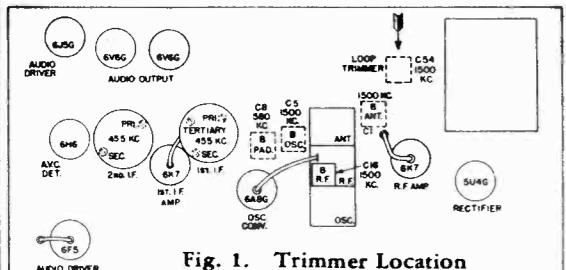 6J5G
AUDIO
DRIVER
6V6G
6V6G
AUDIO OUTPUT
LOOP
TRIMMER
C54
1500
KC.
6H6
A.V.C.
DET.
PRI.
455 KC
SEC.
2ND. I.F.
6K7
1ST. I.F.
AMP
PRI.
TERTIARY
455 KC.
SEC.
1ST. I.F.
C8
580
KC
B
PAD.
C5
1500
KC.
B
OSC.
6A8G
OSC
CONV.
ANT.
B
R.F.
R.F.
OSC.
C16
1500
KC.
1500 KC.
B
ANT.
C1
6K7
R.F. AMP
5U4G
RECTIFIER
6F5
AUDIO DRIVER
Fig. 1. Trimmer Location